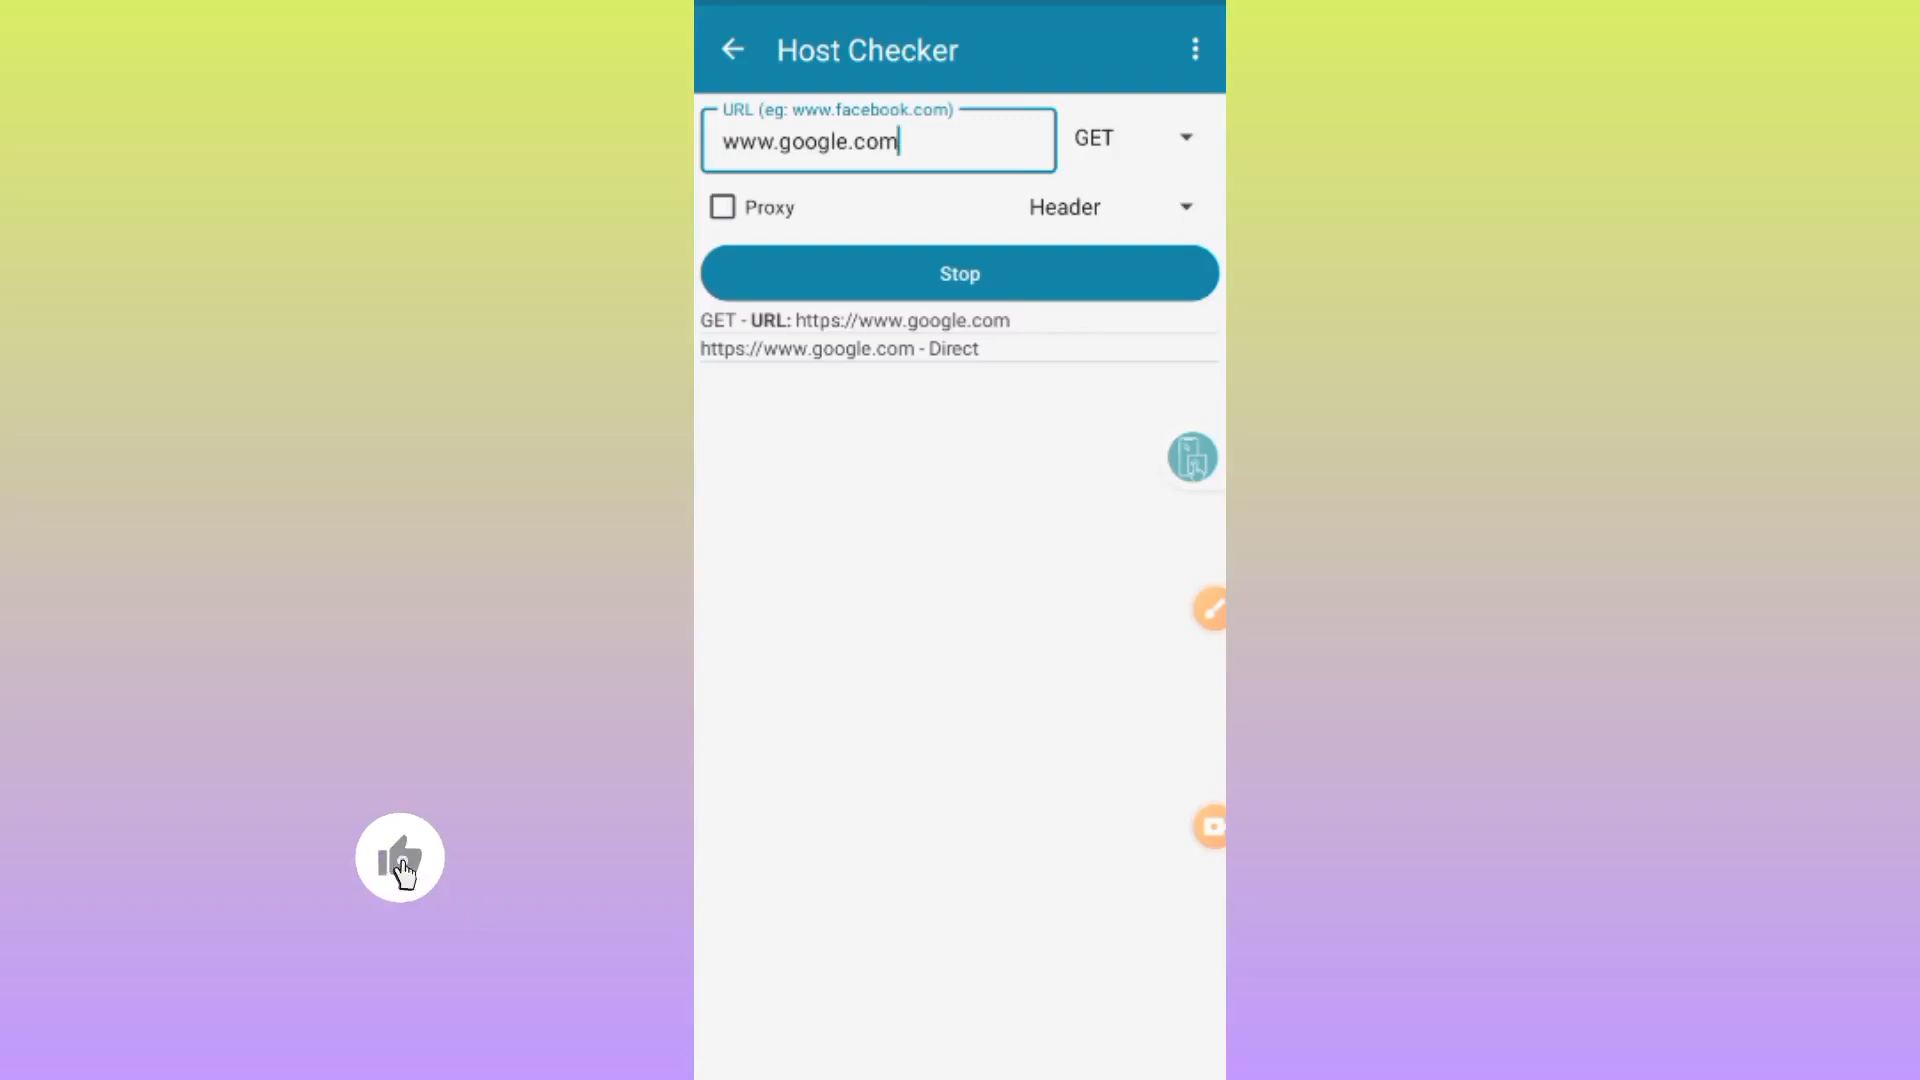 Host Checker
URL (eg: www.facebook.com)
www.google.com
GET
Proxy
Header
Stop
GET - URL: https://www.google.com
https://www.google.com - Direct